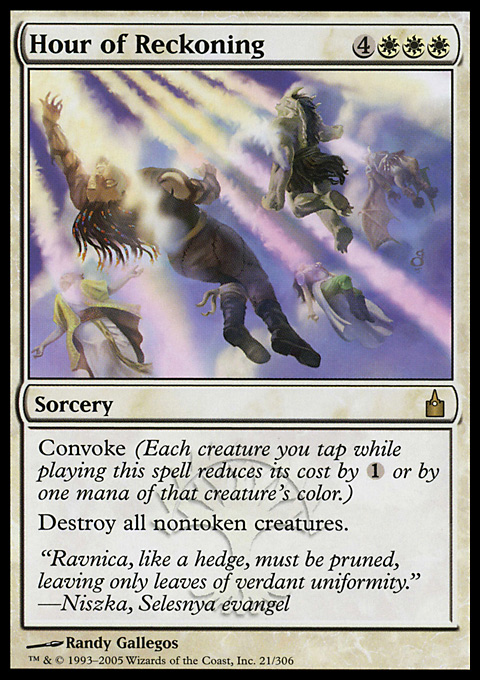 Hour of Reckoning 4
Sorcery
Convoke (Each creature you tap while
playing this spell reduces its cost by 1 or by
one mana of that creature's color.)
Destroy all nontoken creatures.
“Ravnica, like a hedge, must be pruned,
leaving only leaves of verdant uniformity.”
—Niszka, Selesnya evangel
Randy Gallegos
™ & © 1993–2005 Wizards of the Coast, Inc. 21/306